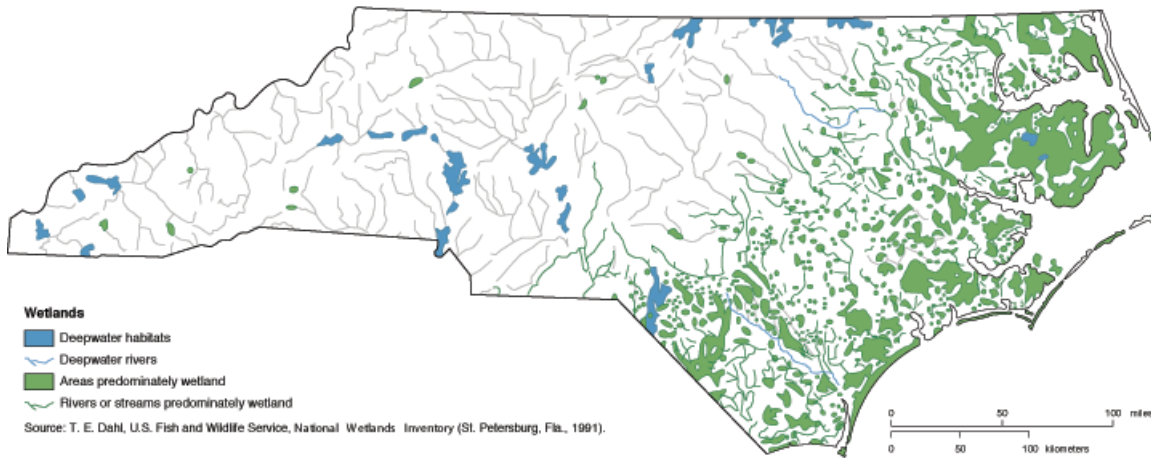 Wetlands
Deepwater habitats
Deepwater rivers
Areas predominately wetland
Rivers or streams predominately wetland
Source: T. E. Dahl, U.S. Fish and Wildlife Service, National Wetlands Inventory (St. Petersburg, Fla., 1991).
0 50 100 miles
0 50 100 kilometers